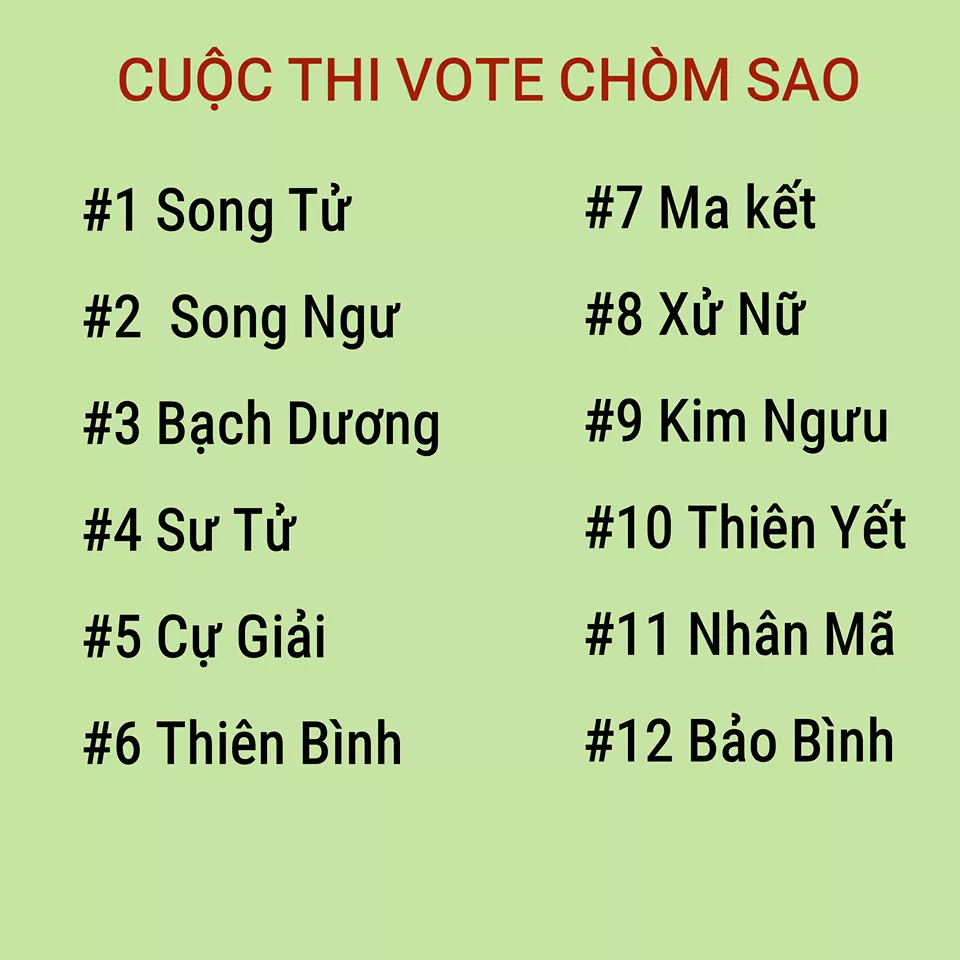 CUỘC THI VOTE CHÒM SAO
#1 Song Tử
#2 Song Ngư
#3 Bạch Dương
#4 Sư Tử
#5 Cự Giải
#6 Thiên Bình
#7 Ma kết
#8 Xử Nữ
#9 Kim Ngưu
#10 Thiên Yết
#11 Nhân Mã
#12 Bảo Bình